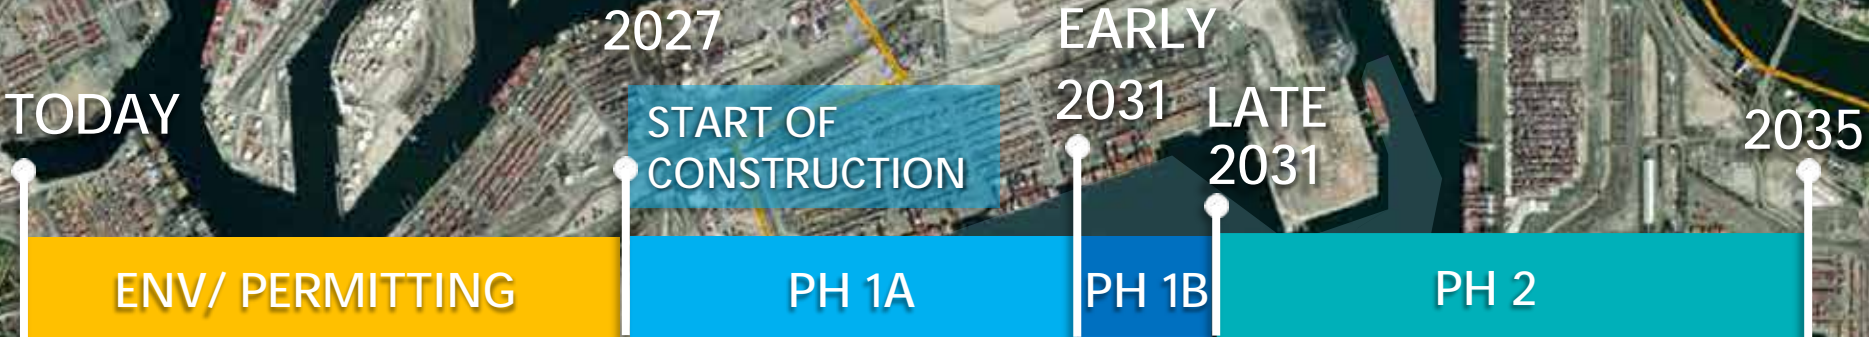 TODAY
2027
START OF
CONSTRUCTION
EARLY
2031
LATE
2031
2035
ENV/ PERMITTING
PH 1A
PH 1B
PH 2